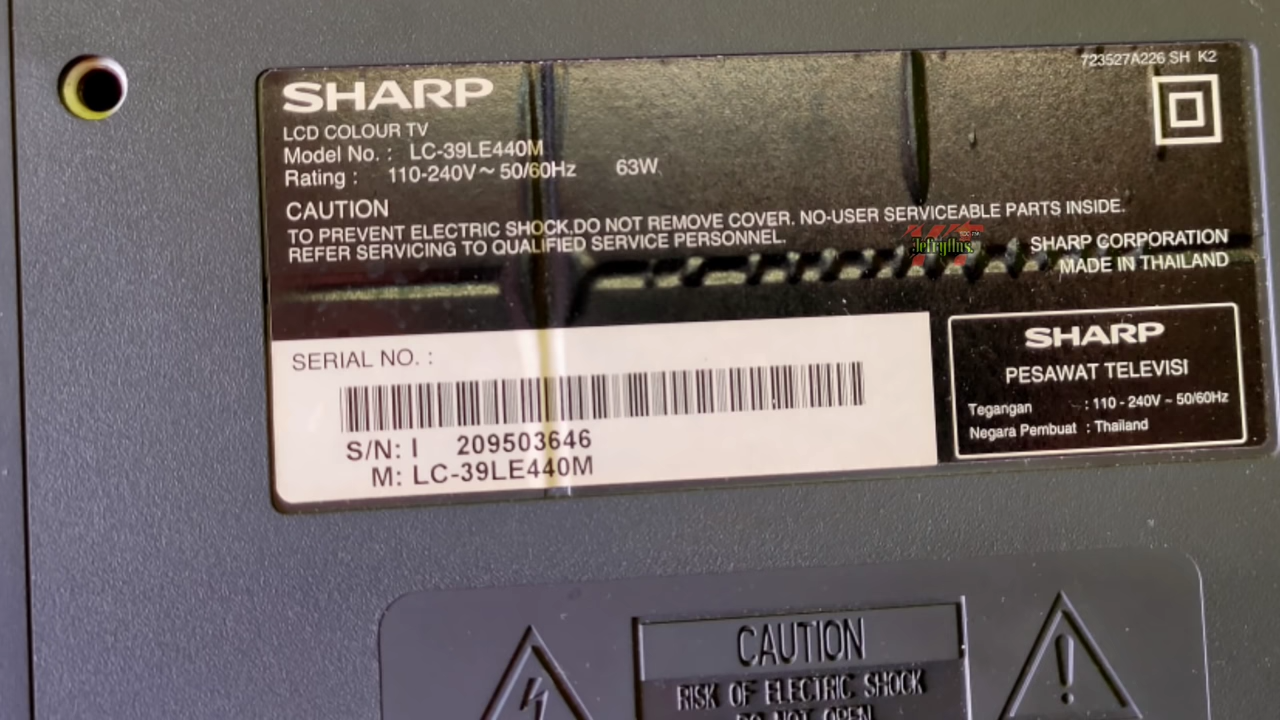 723527A226 SH K2
SHARP
LCD COLOUR TV
Model No. : LC-39LE440M
Rating : 110-240V~ 50/60Hz 63W
CAUTION
TO PREVENT ELECTRIC SHOCK,DO NOT REMOVE COVER. NO-USER SERVICEABLE PARTS INSIDE.
REFER SERVICING TO QUALIFIED SERVICE PERSONNEL.
SHARP CORPORATION
MADE IN THAILAND
SERIAL NO. :
S/N: I 209503646
M: LC-39LE440M
SHARP
PESAWAT TELEVISI
Tegangan : 110 - 240V ~ 50/60Hz
Negara Pembuat : Thailand
CAUTION
RISK OF ELECTRIC SHOCK
DO NOT OPEN